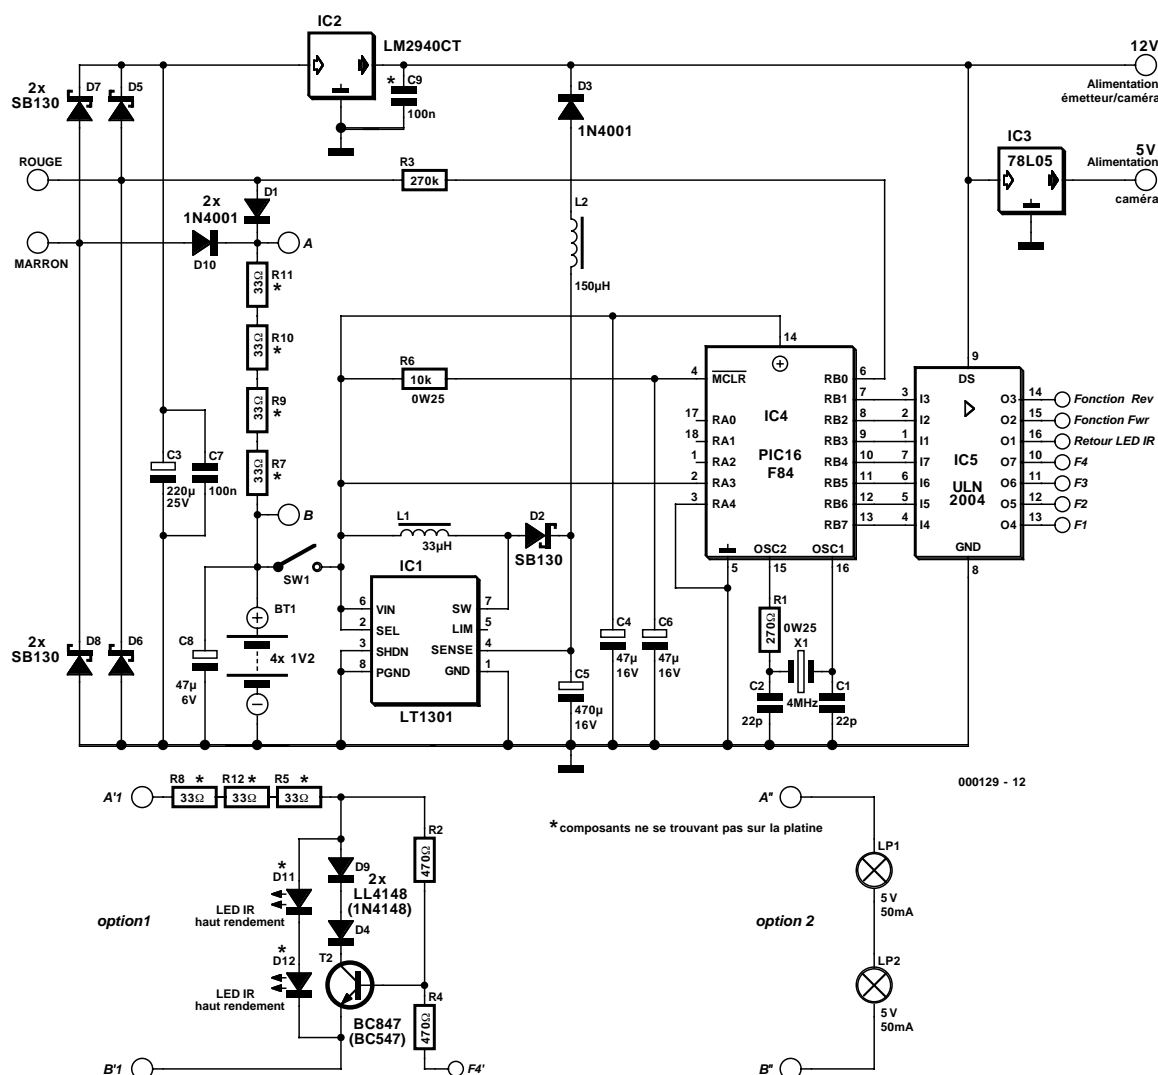 IC2
LM2940CT
12V
Alimentation
émetteur/caméra
2x
SB130
D7
D5
*
C9
100n
D3
1N4001
IC3
78L05
5V
Alimentation
caméra
ROUGE
R3
270k
D1
2x
1N4001
L2
150µH
MARRON
D10
A
33Ω
R11
*
33Ω
R10
*
33Ω
R9
*
33Ω
R7
*
B
C3
220µ
25V
C7
100n
R6
10k
0W25
14
4
MCLR
17
RA0
18
RA1
1
RA2
2
RA3
3
RA4
IC4
PIC16
F84
RB0
6
RB1
7
RB2
8
RB3
9
RB4
10
RB5
11
RB6
12
RB7
13
OSC2
OSC1
5
15
16
9
DS
3
I3
2
I2
1
I1
7
I7
6
I6
5
I5
4
I4
IC5
ULN
2004
O3
14
Fonction Rev
O2
15
Fonction Fwr
O1
16
Retour LED IR
O7
10
F4
O6
11
F3
O5
12
F2
O4
13
F1
GND
8
L1
33µH
D2
SB130
SW1
IC1
6
VIN
2
SEL
3
SHDN
8
PGND
SW
7
LIM
5
SENSE
4
GND
1
LT1301
BT1
4x 1V2
2x
SB130
D8
D6
C8
47µ
6V
C4
47µ
16V
C6
47µ
16V
C5
470µ
16V
R1
270Ω
0W25
X1
4MHz
C2
22p
C1
22p
000129 - 12
A'1
R8 *
33Ω
R12 *
33Ω
R5 *
33Ω
R2
470Ω
*composants ne se trouvant pas sur la platine
A"
LP1
5V
50mA
*
D11
LED IR
haut rendement
D9
2x
LL4148
(1N4148)
D4
option1
option 2
*
D12
LED IR
haut rendement
T2
BC847
(BC547)
R4
470Ω
LP2
5V
50mA
B'1
F4'
B"